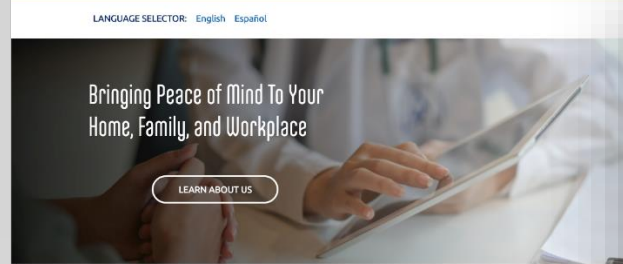 LANGUAGE SELECTOR: English Español
Bringing Peace of Mind To Your
Home, Family, and Workplace
LEARN ABOUT US